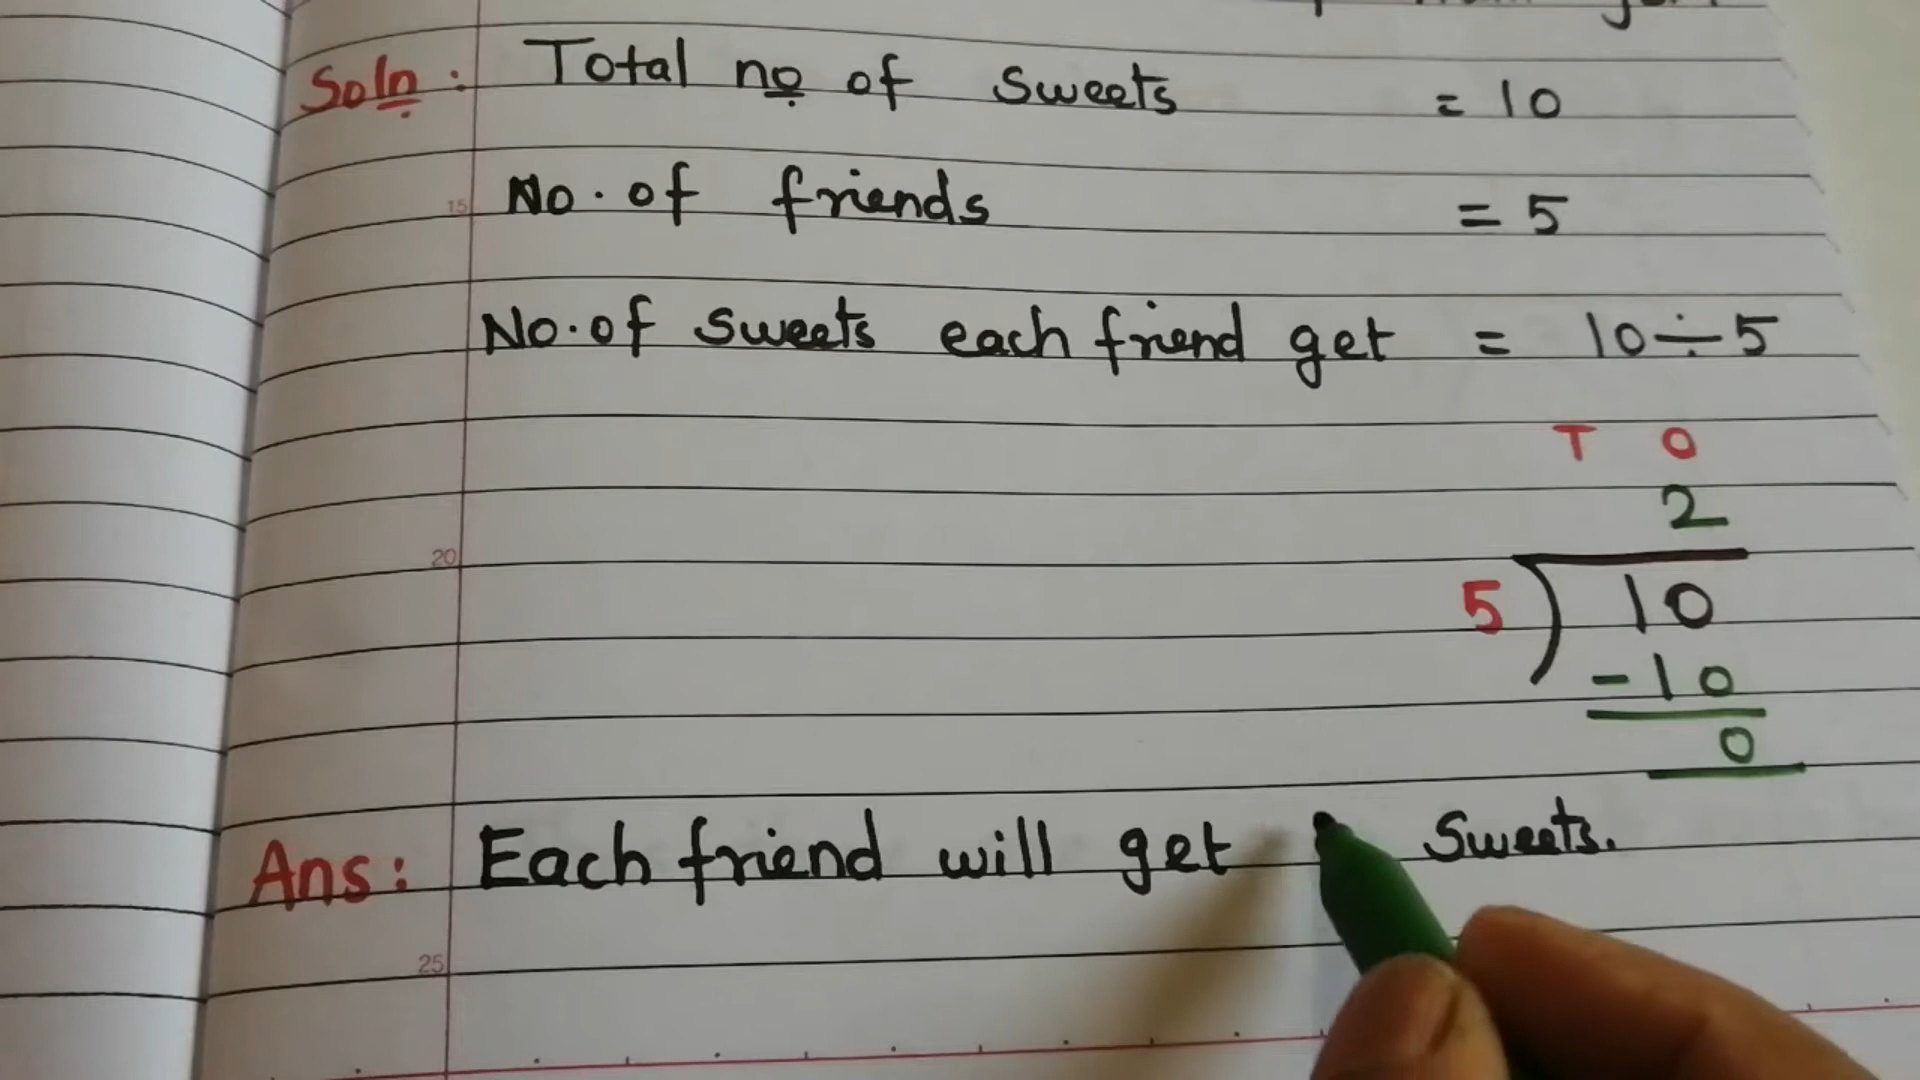 Soln: Total no of sweets = 10
15 No. of friends = 5
No. of sweets each friend get = 10 ÷ 5
T O
2
20
5 ) 10
- 10
0
Ans: Each friend will get sweets.
25